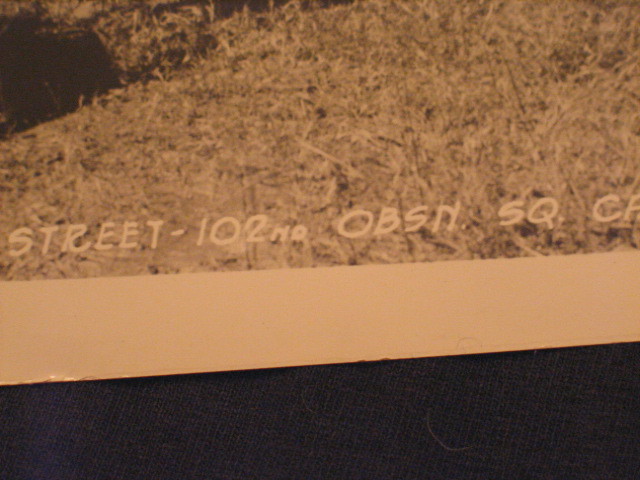 STREET - 102ND OBSN. SQ.